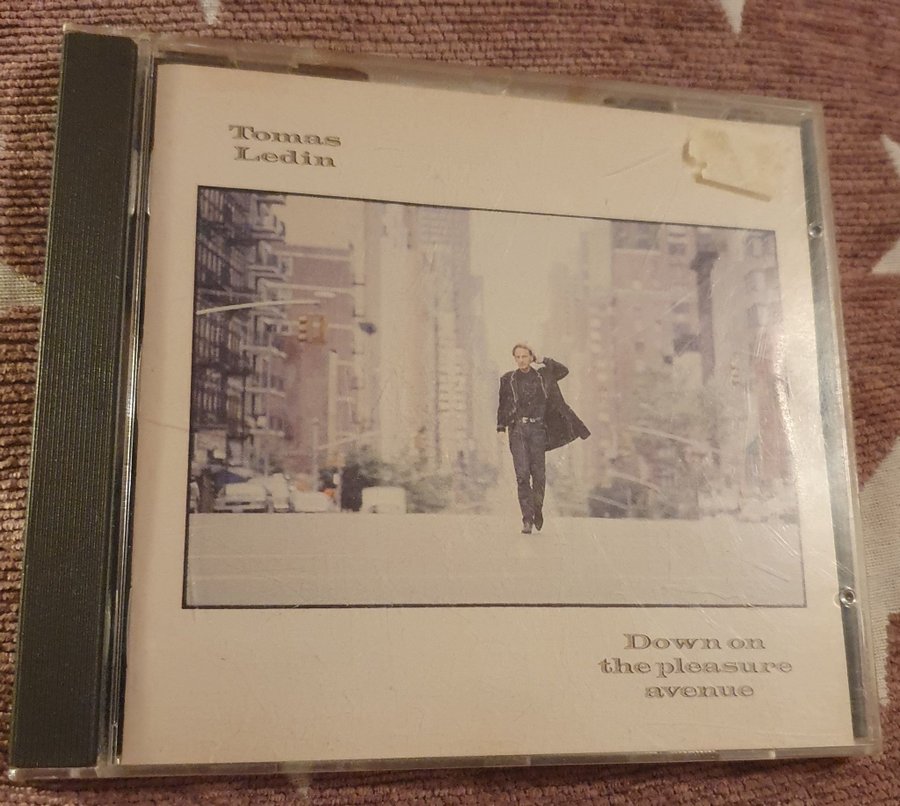 Tomas
Ledin
Down on
the pleasure
avenue